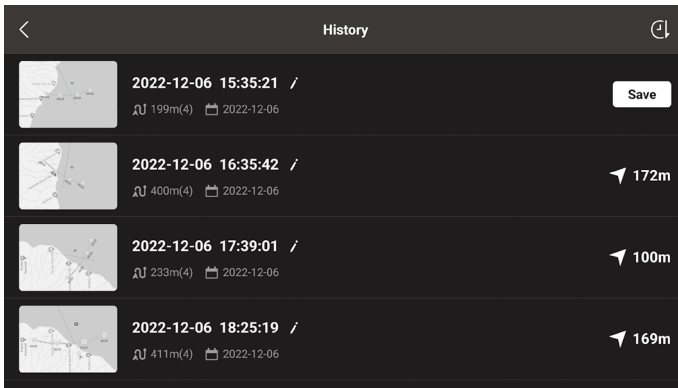 History
2022-12-06 15:35:21
199m(4) 2022-12-06
Save
2022-12-06 16:35:42
400m(4) 2022-12-06
172m
2022-12-06 17:39:01
233m(4) 2022-12-06
100m
2022-12-06 18:25:19
411m(4) 2022-12-06
169m